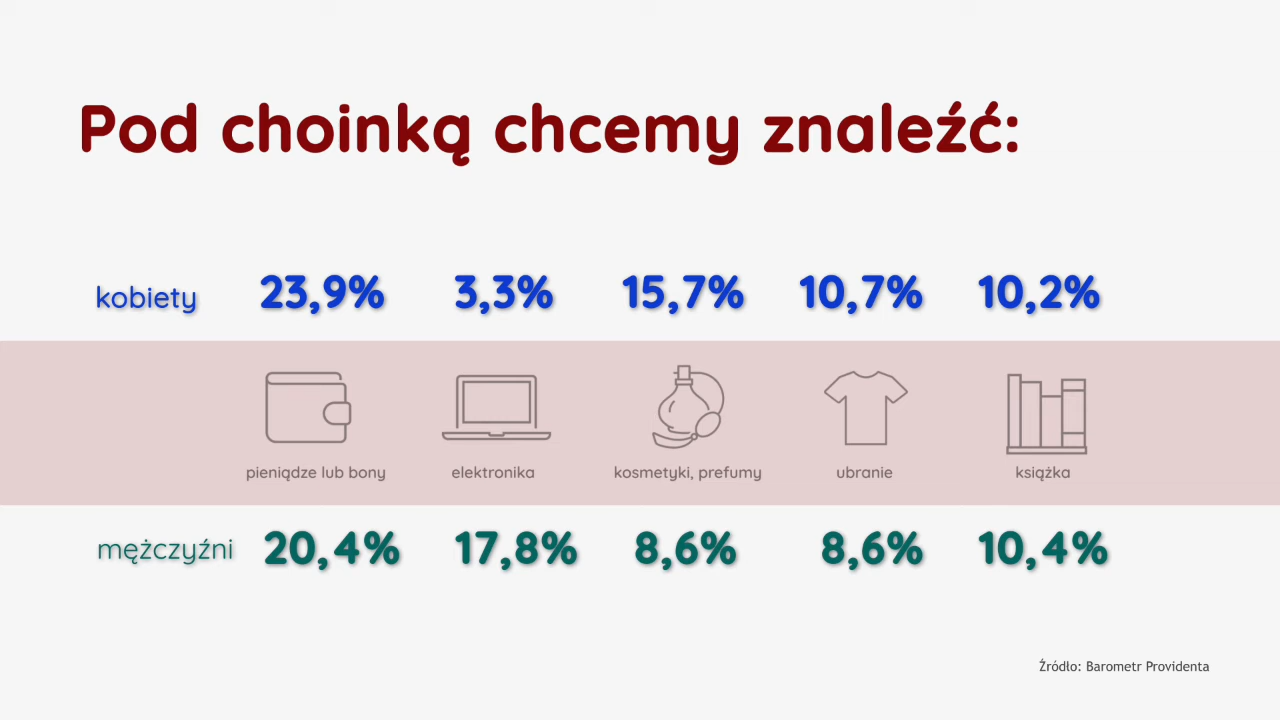 Pod choinką chcemy znaleźć:
kobiety 23,9% 3,3% 15,7% 10,7% 10,2%
pieniądze lub bony elektronika kosmetyki, prefumy ubranie książka
mężczyźni 20,4% 17,8% 8,6% 8,6% 10,4%
Źródło: Barometr Providenta